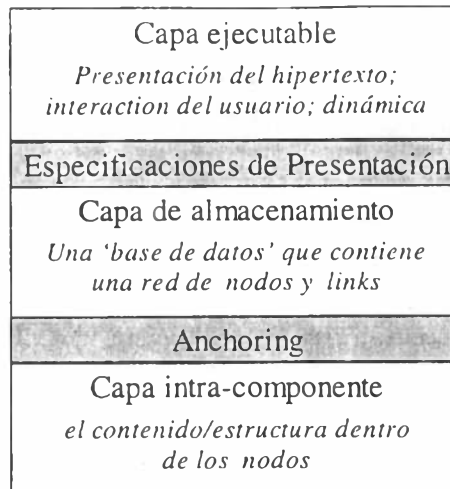 Capa ejecutable
Presentación del hipertexto;
interaction del usuario; dinámica
Especificaciones de Presentación
Capa de almacenamiento
Una 'base de datos' que contiene
una red de nodos y links
Anchoring
Capa intra-componente
el contenido/estructura dentro
de los nodos